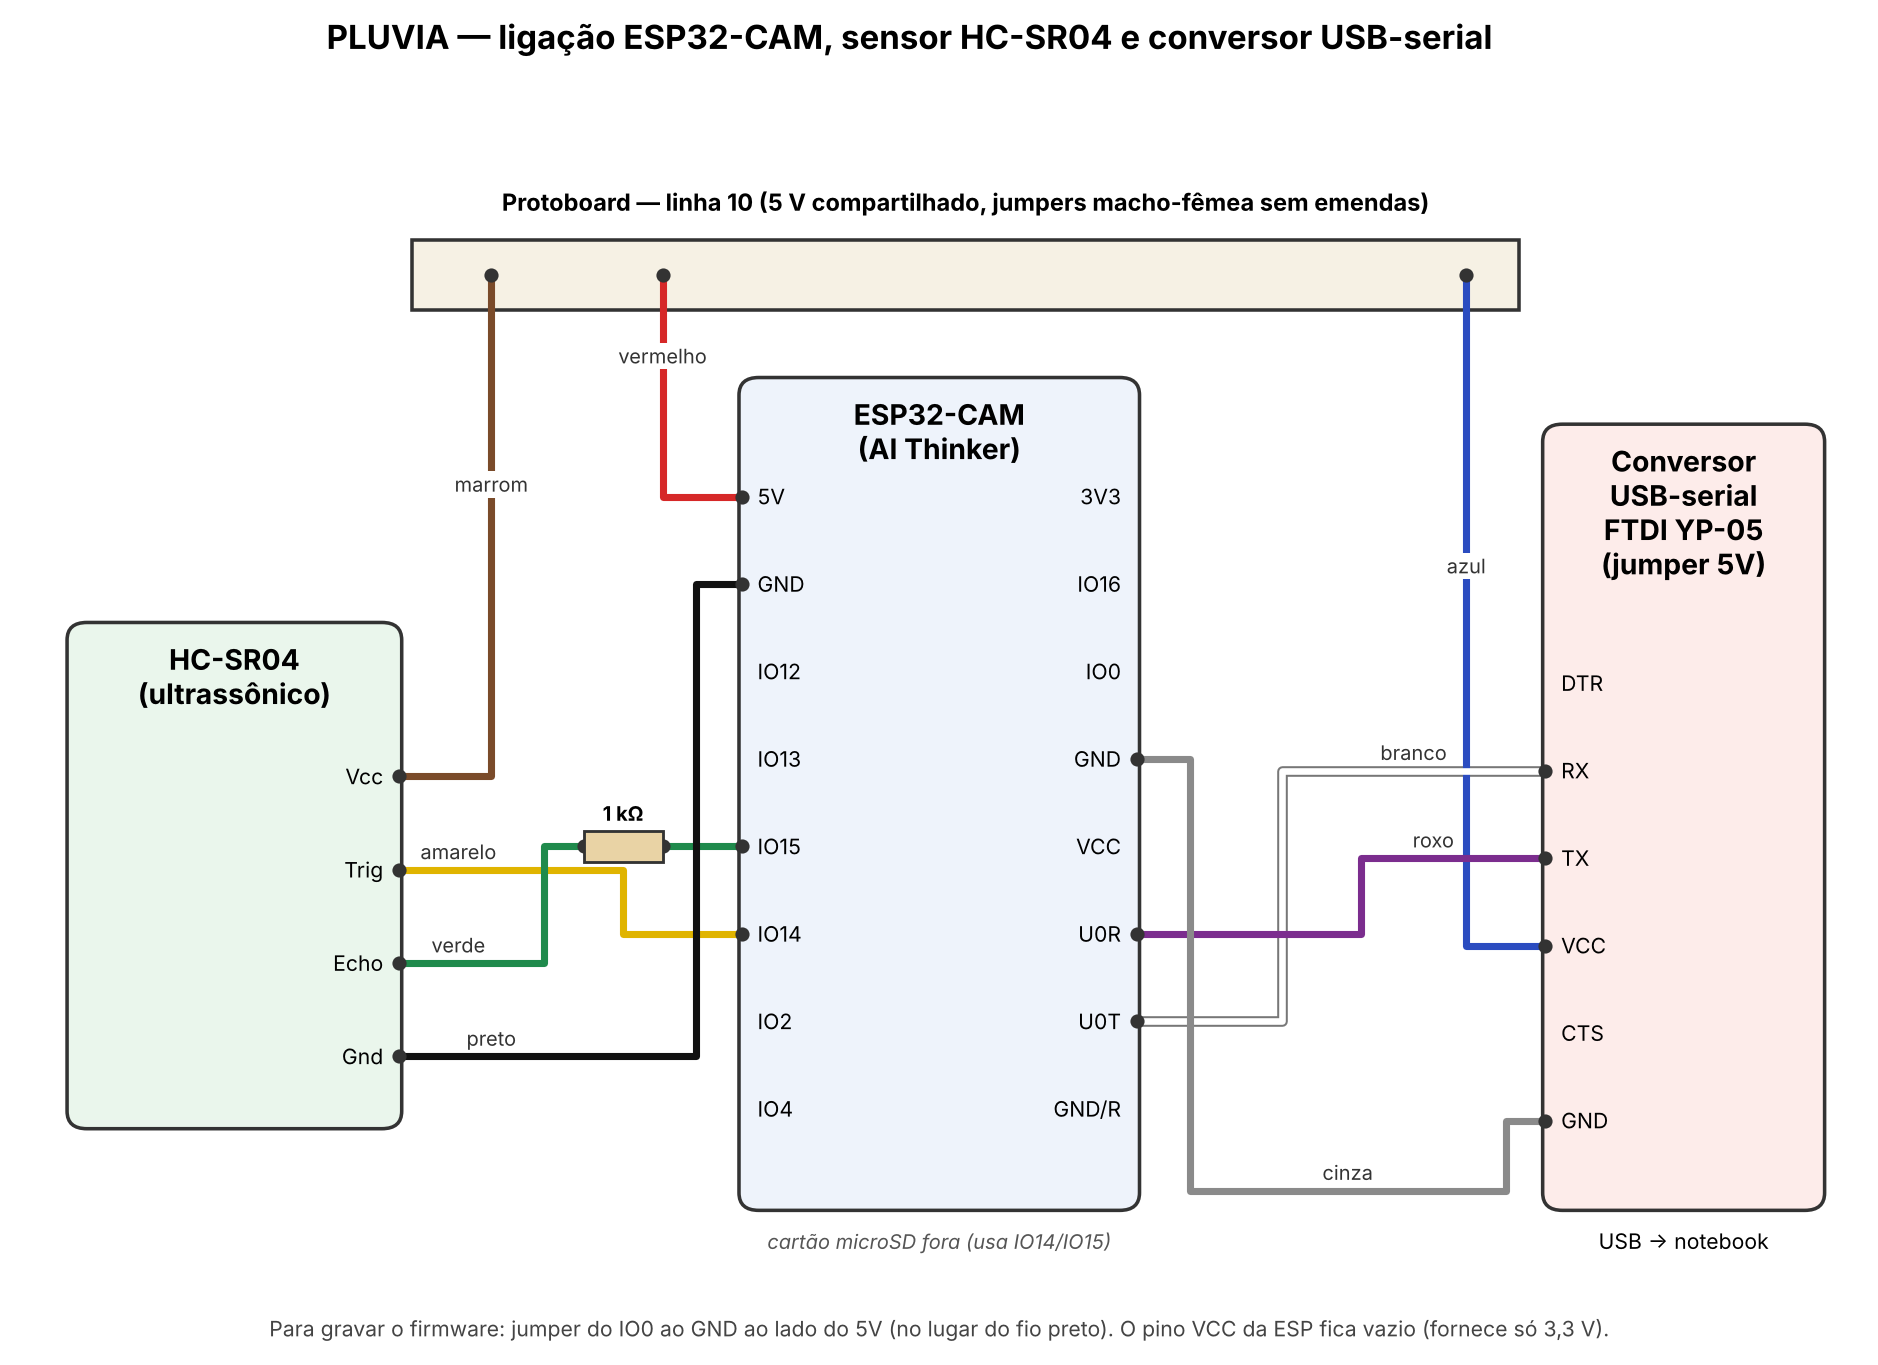 PLUVIA — ligação ESP32-CAM, sensor HC-SR04 e conversor USB-serial
Protoboard — linha 10 (5 V compartilhado, jumpers macho-fêmea sem emendas)
vermelho
marrom
azul
HC-SR04
(ultrassônico)
Vcc
Trig
Echo
Gnd
amarelo
verde
preto
1 kΩ
ESP32-CAM
(AI Thinker)
5V
GND
IO12
IO13
IO15
IO14
IO2
IO4
3V3
IO16
IO0
GND
VCC
U0R
U0T
GND/R
branco
roxo
cinza
Conversor
USB-serial
FTDI YP-05
(jumper 5V)
DTR
RX
TX
VCC
CTS
GND
cartão microSD fora (usa IO14/IO15)
USB → notebook
Para gravar o firmware: jumper do IO0 ao GND ao lado do 5V (no lugar do fio preto). O pino VCC da ESP fica vazio (fornece só 3,3 V).